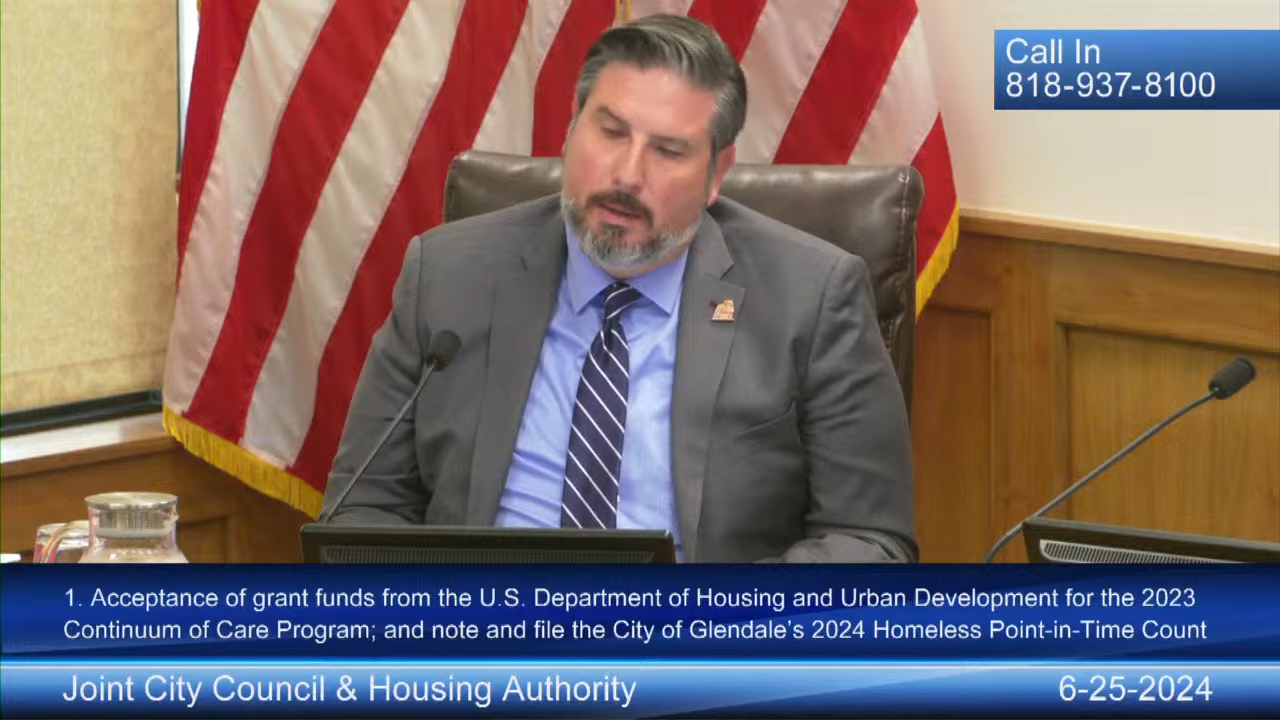 Call In
818-937-8100
1. Acceptance of grant funds from the U.S. Department of Housing and Urban Development for the 2023
Continuum of Care Program; and note and file the City of Glendale's 2024 Homeless Point-in-Time Count
Joint City Council & Housing Authority
6-25-2024